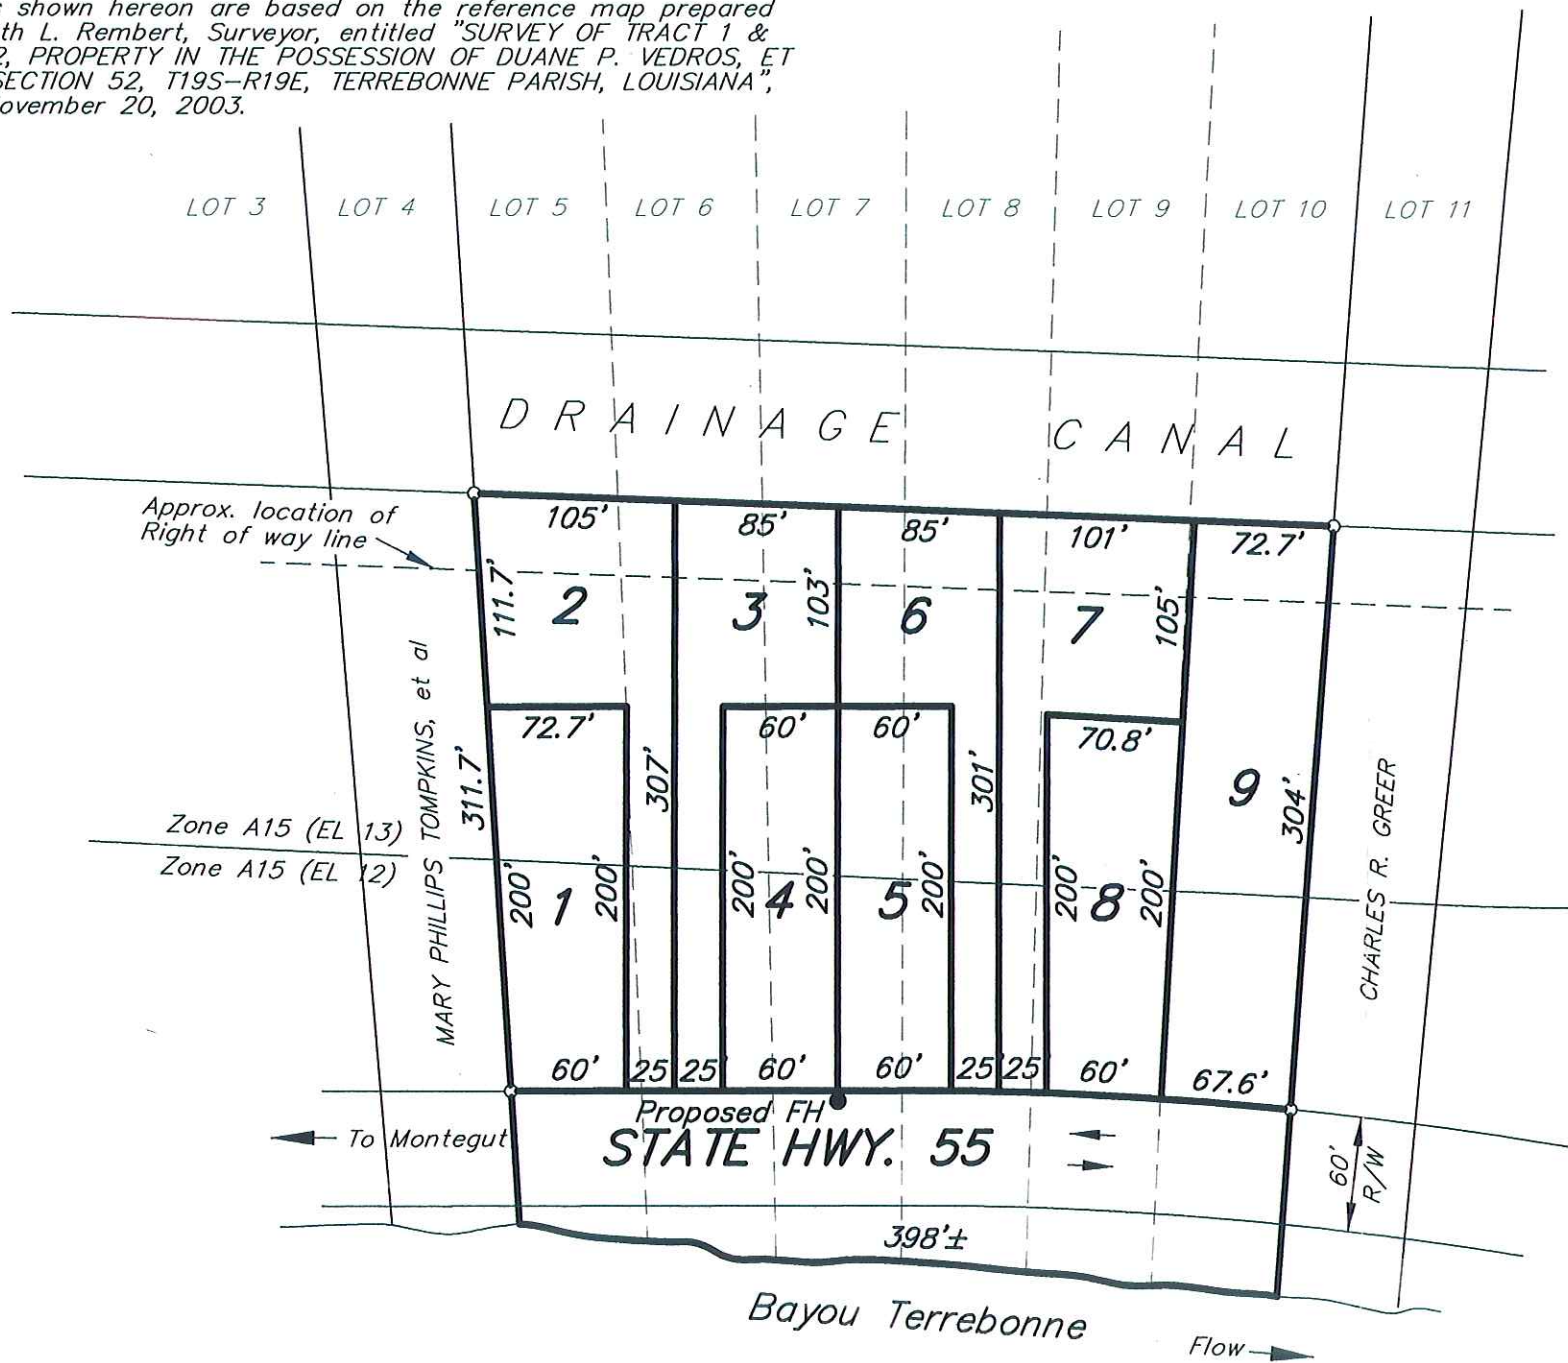 shown hereon are based on the reference map prepared
th L. Rembert, Surveyor, entitled "SURVEY OF TRACT 1 &
2, PROPERTY IN THE POSSESSION OF DUANE P. VEDROS, ET
SECTION 52, T19S-R19E, TERREBONNE PARISH, LOUISIANA",
ovember 20, 2003.
LOT 3 LOT 4 LOT 5 LOT 6 LOT 7 LOT 8 LOT 9 LOT 10 LOT 11
DRAINAGE CANAL
Approx. location of
Right of way line
105' 85' 85' 101' 72.7'
111.7' 2 3 103' 6 7 105'
72.7' 60' 60' 70.8'
MARY PHILLIPS TOMPKINS, et al
311.7' 307' 301' 9 304'
CHARLES R. GREER
Zone A15 (EL 13)
Zone A15 (EL 12)
200' 1 200' 200' 4 200' 5 200' 200' 8 200'
60' 25' 25' 60' 60' 25' 25' 60' 67.6'
Proposed FH
To Montegut
STATE HWY. 55
60'
R/W
398'±
Bayou Terrebonne
Flow